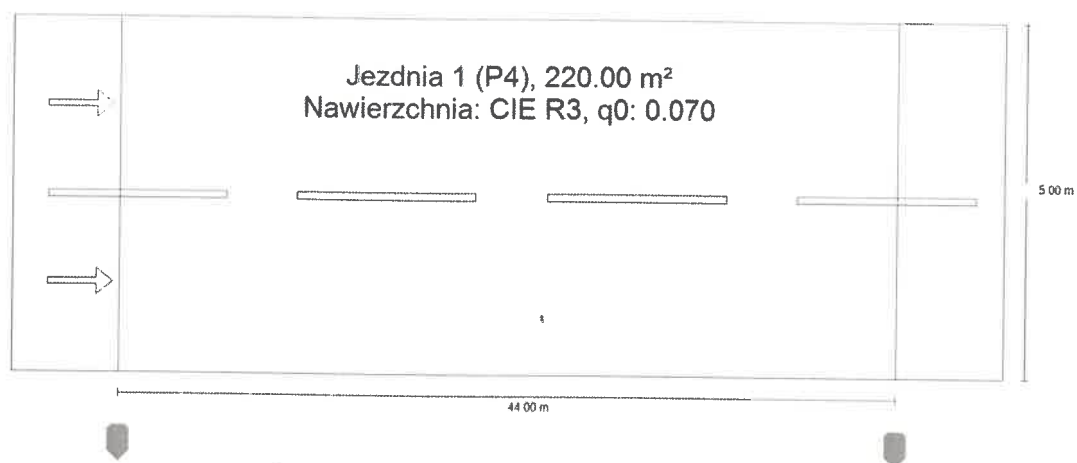 Jezdnia 1 (P4), 220.00 m²
Nawierzchnia: CIE R3, q0: 0.070
5 00 m
44 00 m